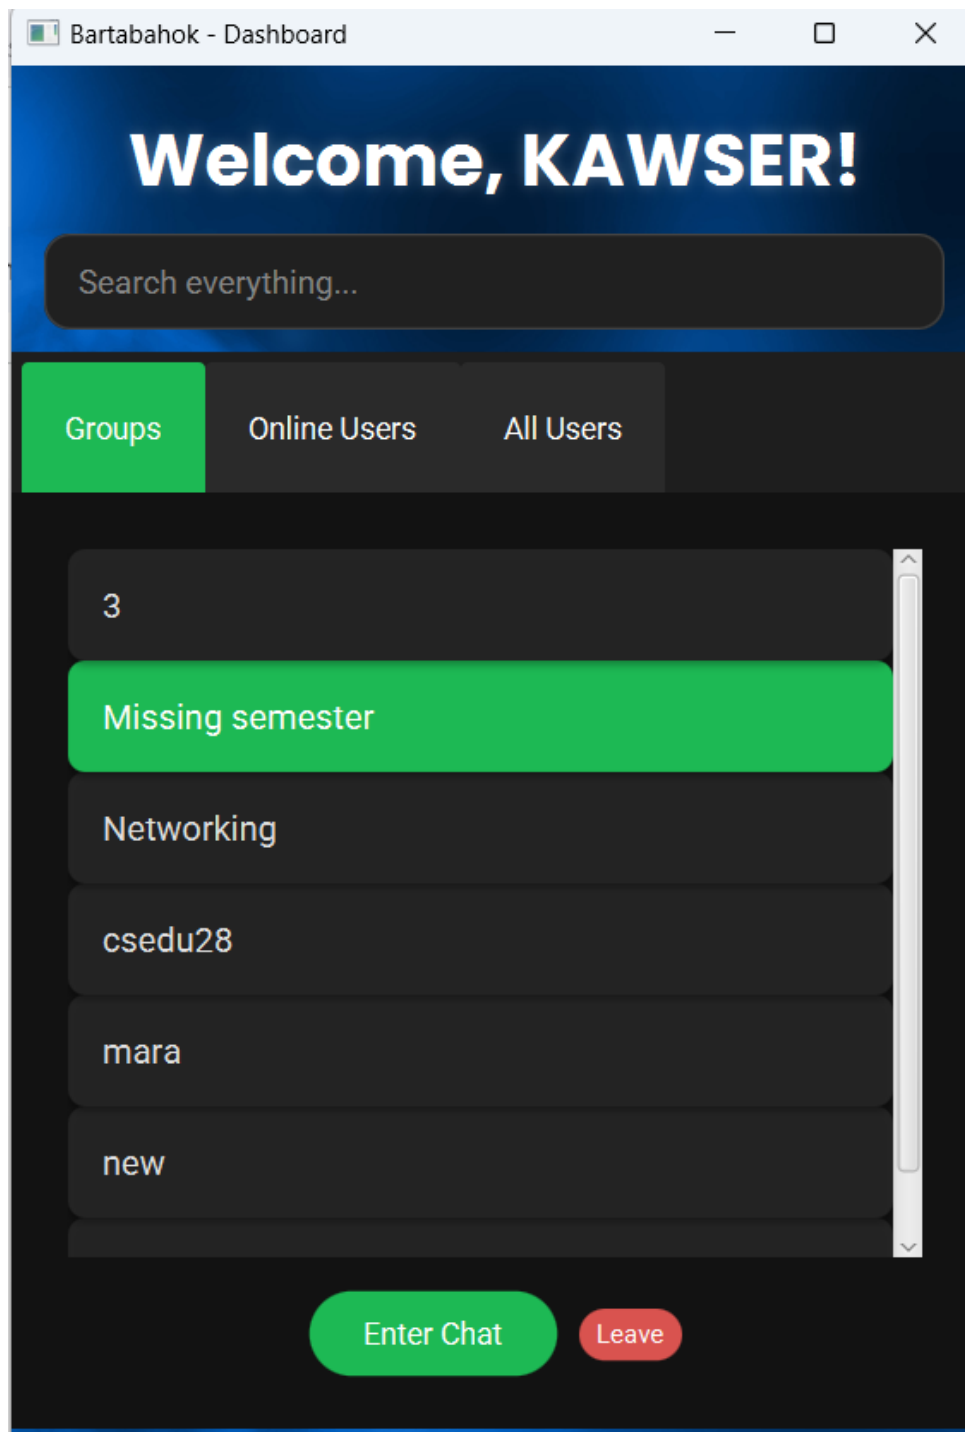 Bartabahok - Dashboard
Welcome, KAWSER!
Search everything...
Groups Online Users All Users
3
Missing semester
Networking
csedu28
mara
new
Enter Chat Leave